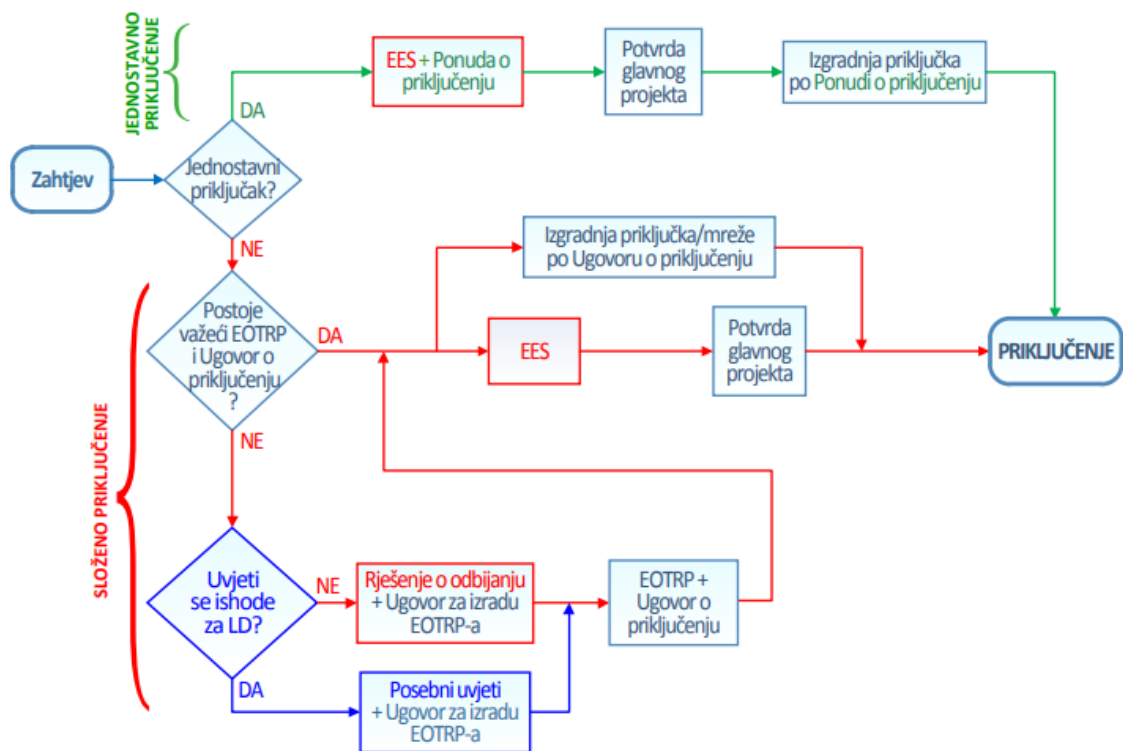 JEDNOSTAVNO
PRIKLJUČENJE
DA
EES + Ponuda o
priključenju
Potvrda
glavnog
projekta
Izgradnja priključka
po Ponudi o priključenju
Zahtjev
Jednostavni
priključak?
NE
Izgradnja priključka/mreže
po Ugovoru o priključenju
SLOŽENO PRIKLJUČENJE
Postoje
važeći EOTRP
i Ugovor o
priključenju
?
DA
EES
Potvrda
glavnog
projekta
PRIKLJUČENJE
NE
Uvjeti
se ishode
za LD?
NE
Rješenje o odbijanju
+ Ugovor za izradu
EOTRP-a
EOTRP +
Ugovor o
priključenju
DA
Posebni uvjeti
+ Ugovor za izradu
EOTRP-a